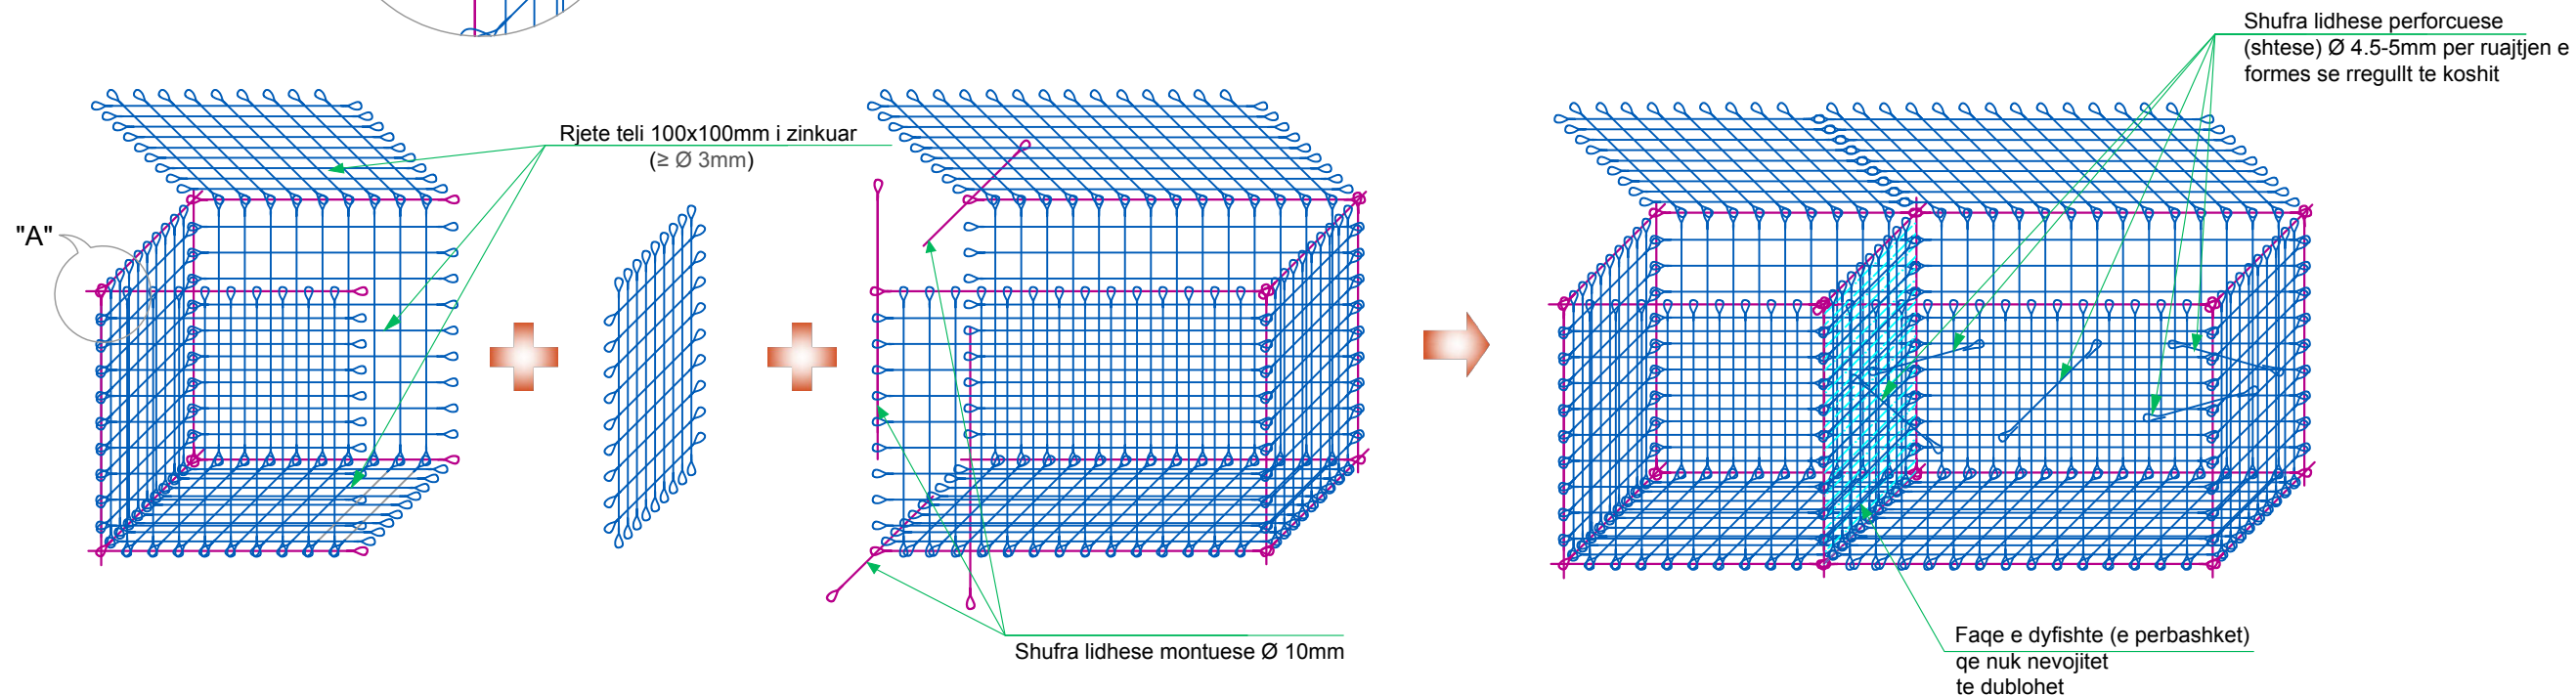 Shufra lidhese perforcuese
(shtese) Ø 4.5-5mm per ruajtjen e
formes se rregullt te koshit
Rjete teli 100x100mm i zinkuar
(≥ Ø 3mm)
"A"
Shufra lidhese montuese Ø 10mm
Faqe e dyfishte (e perbashket)
qe nuk nevojitet
te dublohet